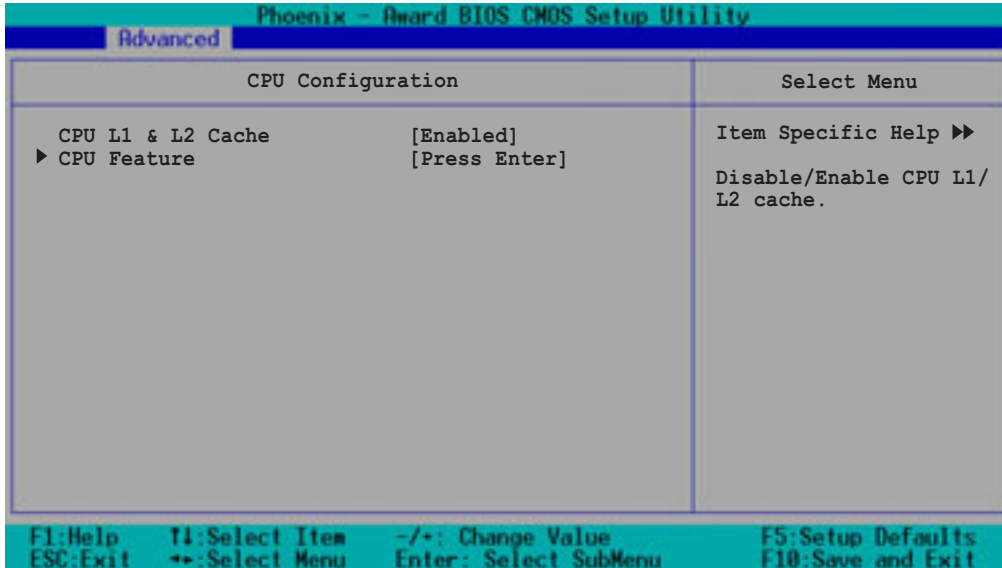 Phoenix - Award BIOS CMOS Setup Utility
Advanced
CPU Configuration
Select Menu
CPU L1 & L2 Cache [Enabled]
▶ CPU Feature [Press Enter]
Item Specific Help ▶▶
Disable/Enable CPU L1/
L2 cache.
F1:Help ↑↓:Select Item -/+: Change Value F5:Setup Defaults
ESC:Exit ←→:Select Menu Enter: Select SubMenu F10:Save and Exit